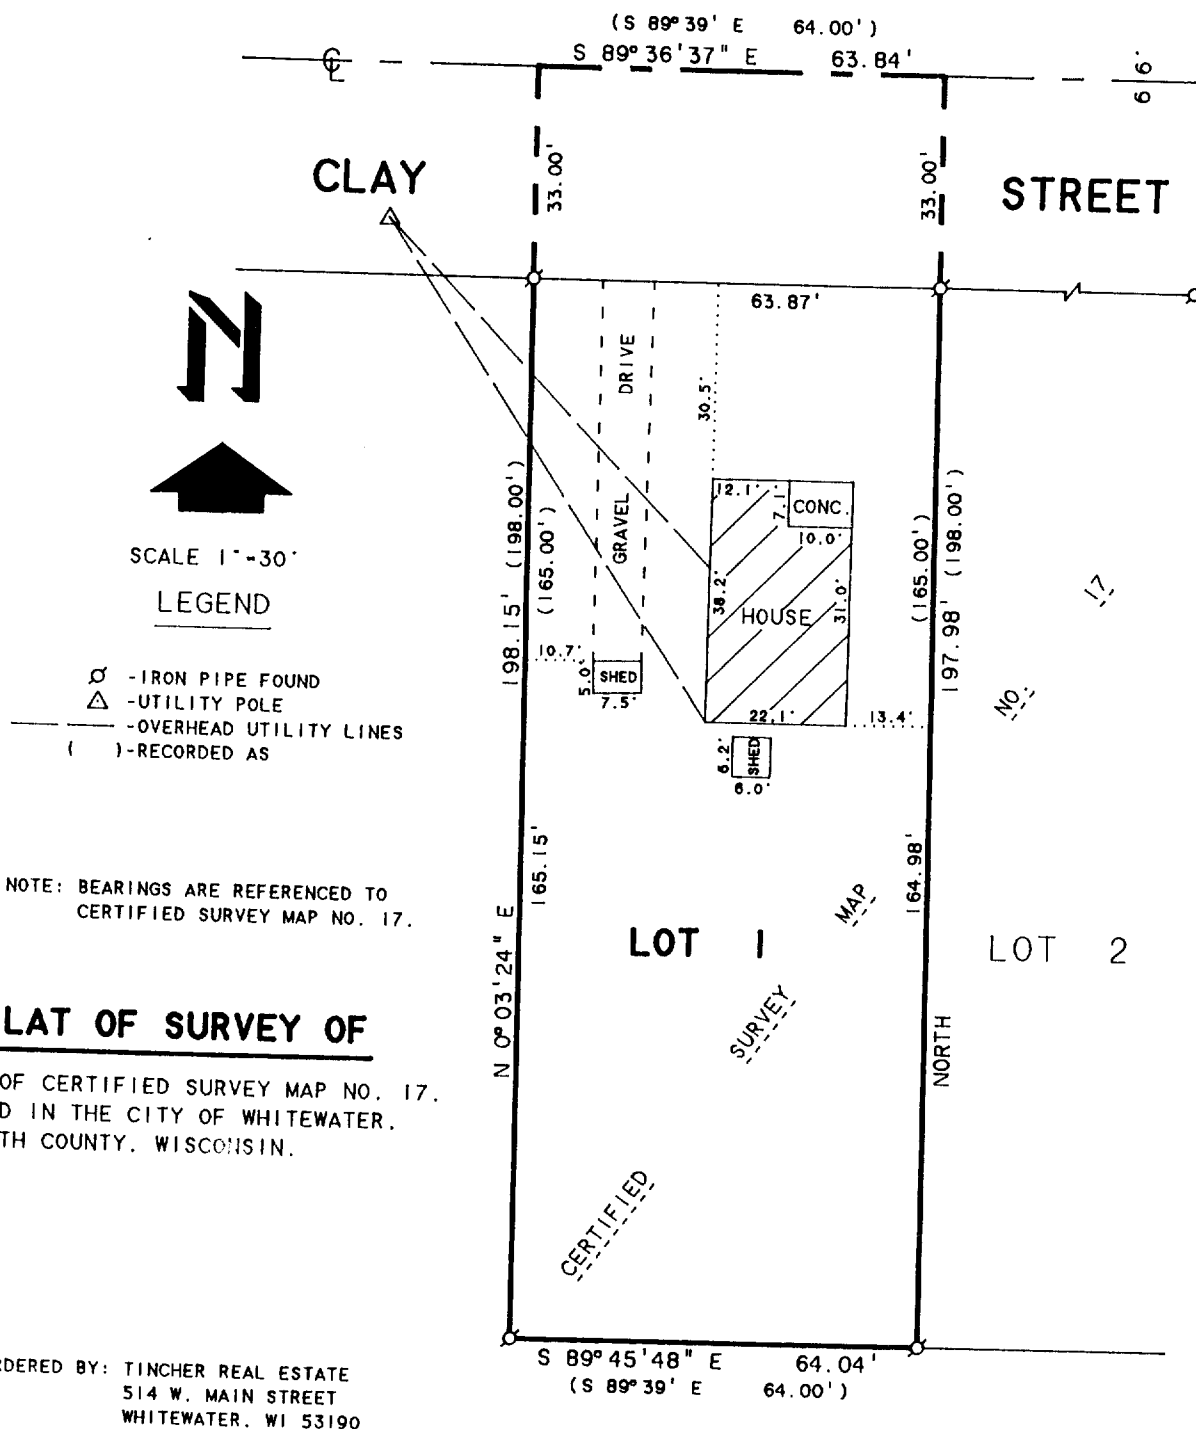 (S 89° 39' E 64.00')
S 89° 36' 37" E 63.84'
℄
66'
CLAY
STREET
33.00'
33.00'
63.87'
N
DRIVE
30.5'
GRAVEL
12.1'
7.1'
CONC.
10.0'
38.2'
HOUSE
31.0'
198.15' (198.00')
(165.00')
(165.00')
197.98' (198.00')
SCALE 1"-30'
LEGEND
-IRON PIPE FOUND
-UTILITY POLE
-OVERHEAD UTILITY LINES
( )-RECORDED AS
10.7'
5.0'
SHED
7.5'
22.1'
13.4'
6.2'
SHED
6.0'
165.15'
164.98'
NOTE: BEARINGS ARE REFERENCED TO
CERTIFIED SURVEY MAP NO. 17.
N 0° 03' 24" E
NORTH
LOT 1
LOT 2
CERTIFIED SURVEY MAP NO. 17
LAT OF SURVEY OF
OF CERTIFIED SURVEY MAP NO. 17.
D IN THE CITY OF WHITEWATER.
TH COUNTY. WISCONSIN.
S 89° 45' 48" E 64.04'
(S 89° 39' E 64.00')
RDERED BY: TINCHER REAL ESTATE
514 W. MAIN STREET
WHITEWATER. WI 53190